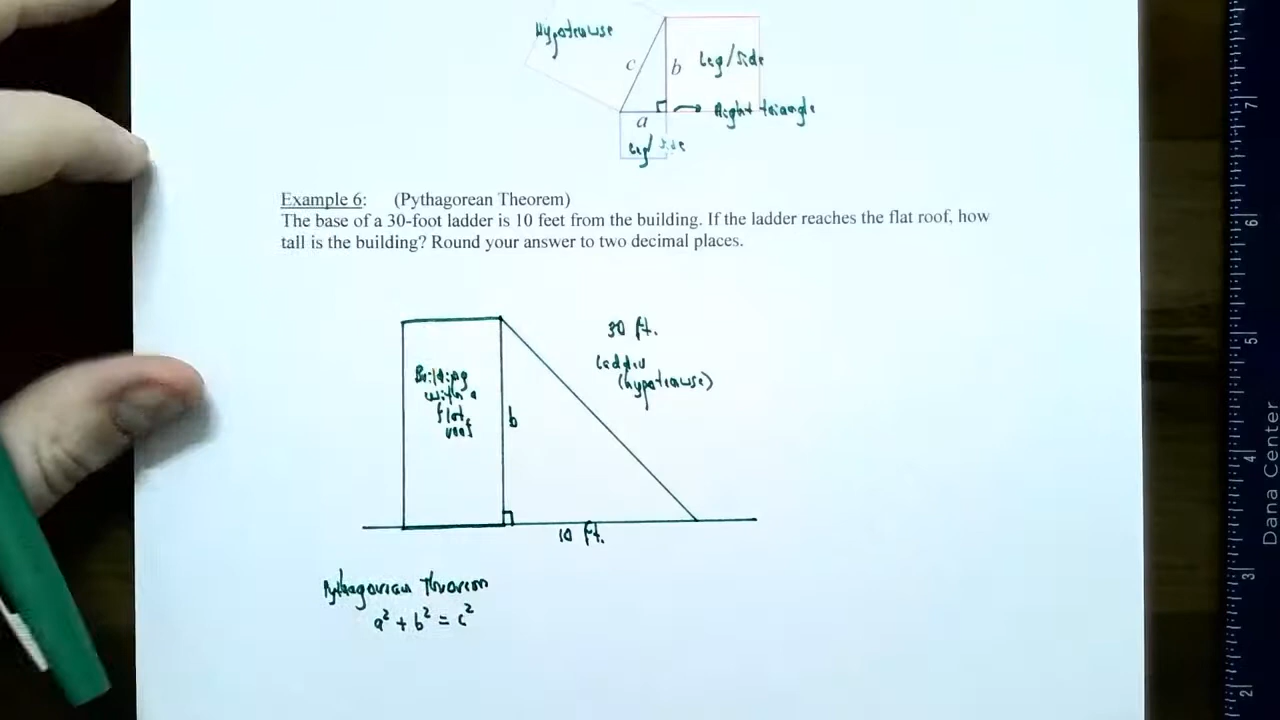 Hypotenuse
c
b
Leg/side
a
Right triangle
Leg/side
Example 6: (Pythagorean Theorem)
The base of a 30-foot ladder is 10 feet from the building. If the ladder reaches the flat roof, how
tall is the building? Round your answer to two decimal places.
30 ft.
Ladder
(hypotenuse)
Building
with a
flat
roof
b
10 ft.
Pythagorean Theorem
a² + b² = c²
7
6
5
4
3
2
Dana Center